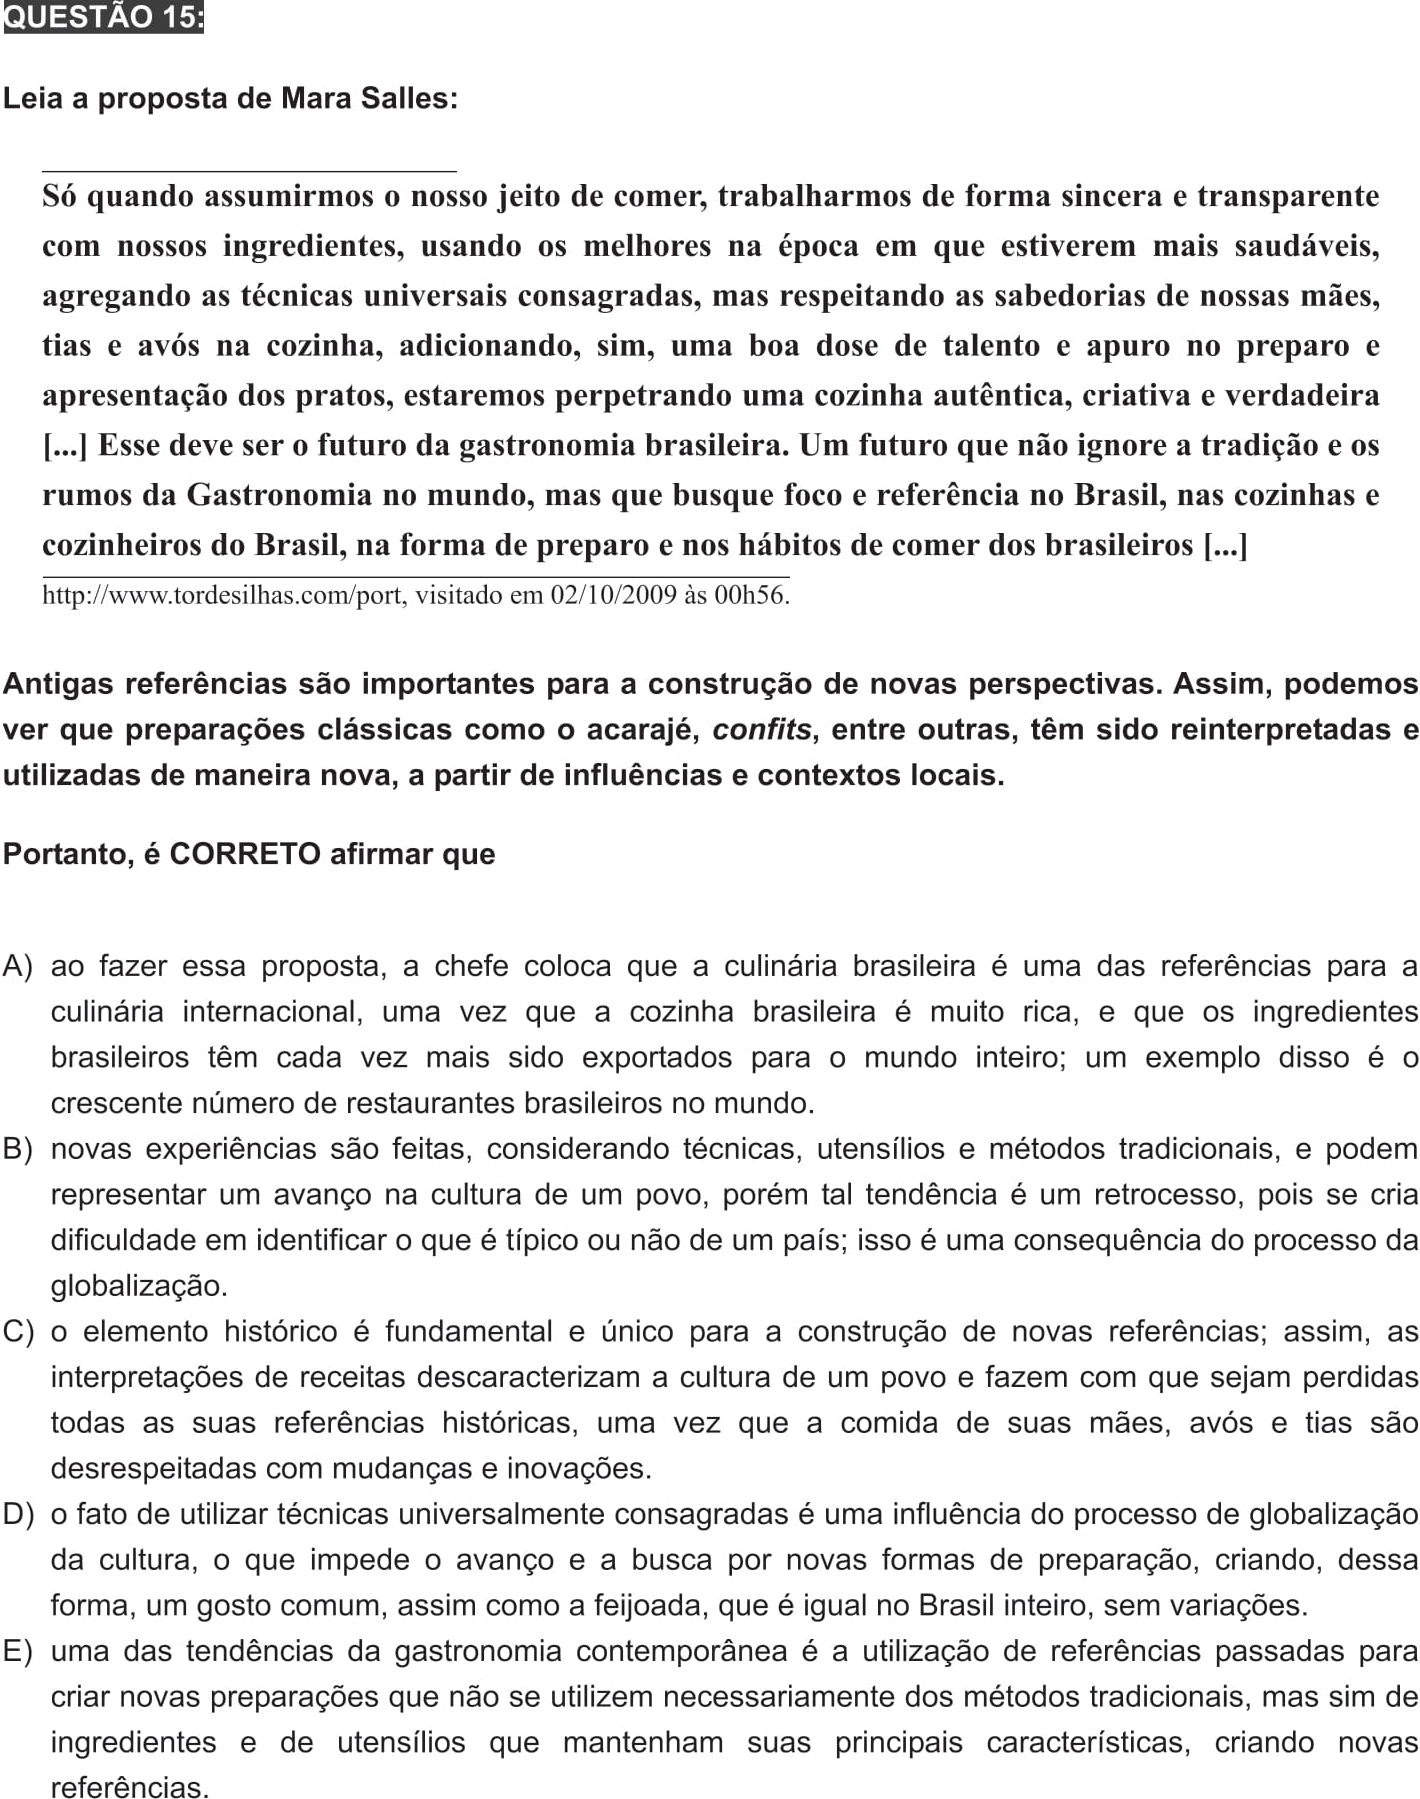 QUESTÃO 15:
Leia a proposta de Mara Salles:
Só quando assumirmos o nosso jeito de comer, trabalharmos de forma sincera e transparente
com nossos ingredientes, usando os melhores na época em que estiverem mais saudáveis,
agregando as técnicas universais consagradas, mas respeitando as sabedorias de nossas mães,
tias e avós na cozinha, adicionando, sim, uma boa dose de talento e apuro no preparo e
apresentação dos pratos, estaremos perpetrando uma cozinha autêntica, criativa e verdadeira
[...] Esse deve ser o futuro da gastronomia brasileira. Um futuro que não ignore a tradição e os
rumos da Gastronomia no mundo, mas que busque foco e referência no Brasil, nas cozinhas e
cozinheiros do Brasil, na forma de preparo e nos hábitos de comer dos brasileiros [...]
http://www.tordesilhas.com/port, visitado em 02/10/2009 às 00h56.
Antigas referências são importantes para a construção de novas perspectivas. Assim, podemos
ver que preparações clássicas como o acarajé, confits, entre outras, têm sido reinterpretadas e
utilizadas de maneira nova, a partir de influências e contextos locais.
Portanto, é CORRETO afirmar que
A) ao fazer essa proposta, a chefe coloca que a culinária brasileira é uma das referências para a
culinária internacional, uma vez que a cozinha brasileira é muito rica, e que os ingredientes
brasileiros têm cada vez mais sido exportados para o mundo inteiro; um exemplo disso é o
crescente número de restaurantes brasileiros no mundo.
B) novas experiências são feitas, considerando técnicas, utensílios e métodos tradicionais, e podem
representar um avanço na cultura de um povo, porém tal tendência é um retrocesso, pois se cria
dificuldade em identificar o que é típico ou não de um país; isso é uma consequência do processo da
globalização.
C) o elemento histórico é fundamental e único para a construção de novas referências; assim, as
interpretações de receitas descaracterizam a cultura de um povo e fazem com que sejam perdidas
todas as suas referências históricas, uma vez que a comida de suas mães, avós e tias são
desrespeitadas com mudanças e inovações.
D) o fato de utilizar técnicas universalmente consagradas é uma influência do processo de globalização
da cultura, o que impede o avanço e a busca por novas formas de preparação, criando, dessa
forma, um gosto comum, assim como a feijoada, que é igual no Brasil inteiro, sem variações.
E) uma das tendências da gastronomia contemporânea é a utilização de referências passadas para
criar novas preparações que não se utilizem necessariamente dos métodos tradicionais, mas sim de
ingredientes e de utensílios que mantenham suas principais características, criando novas
referências.